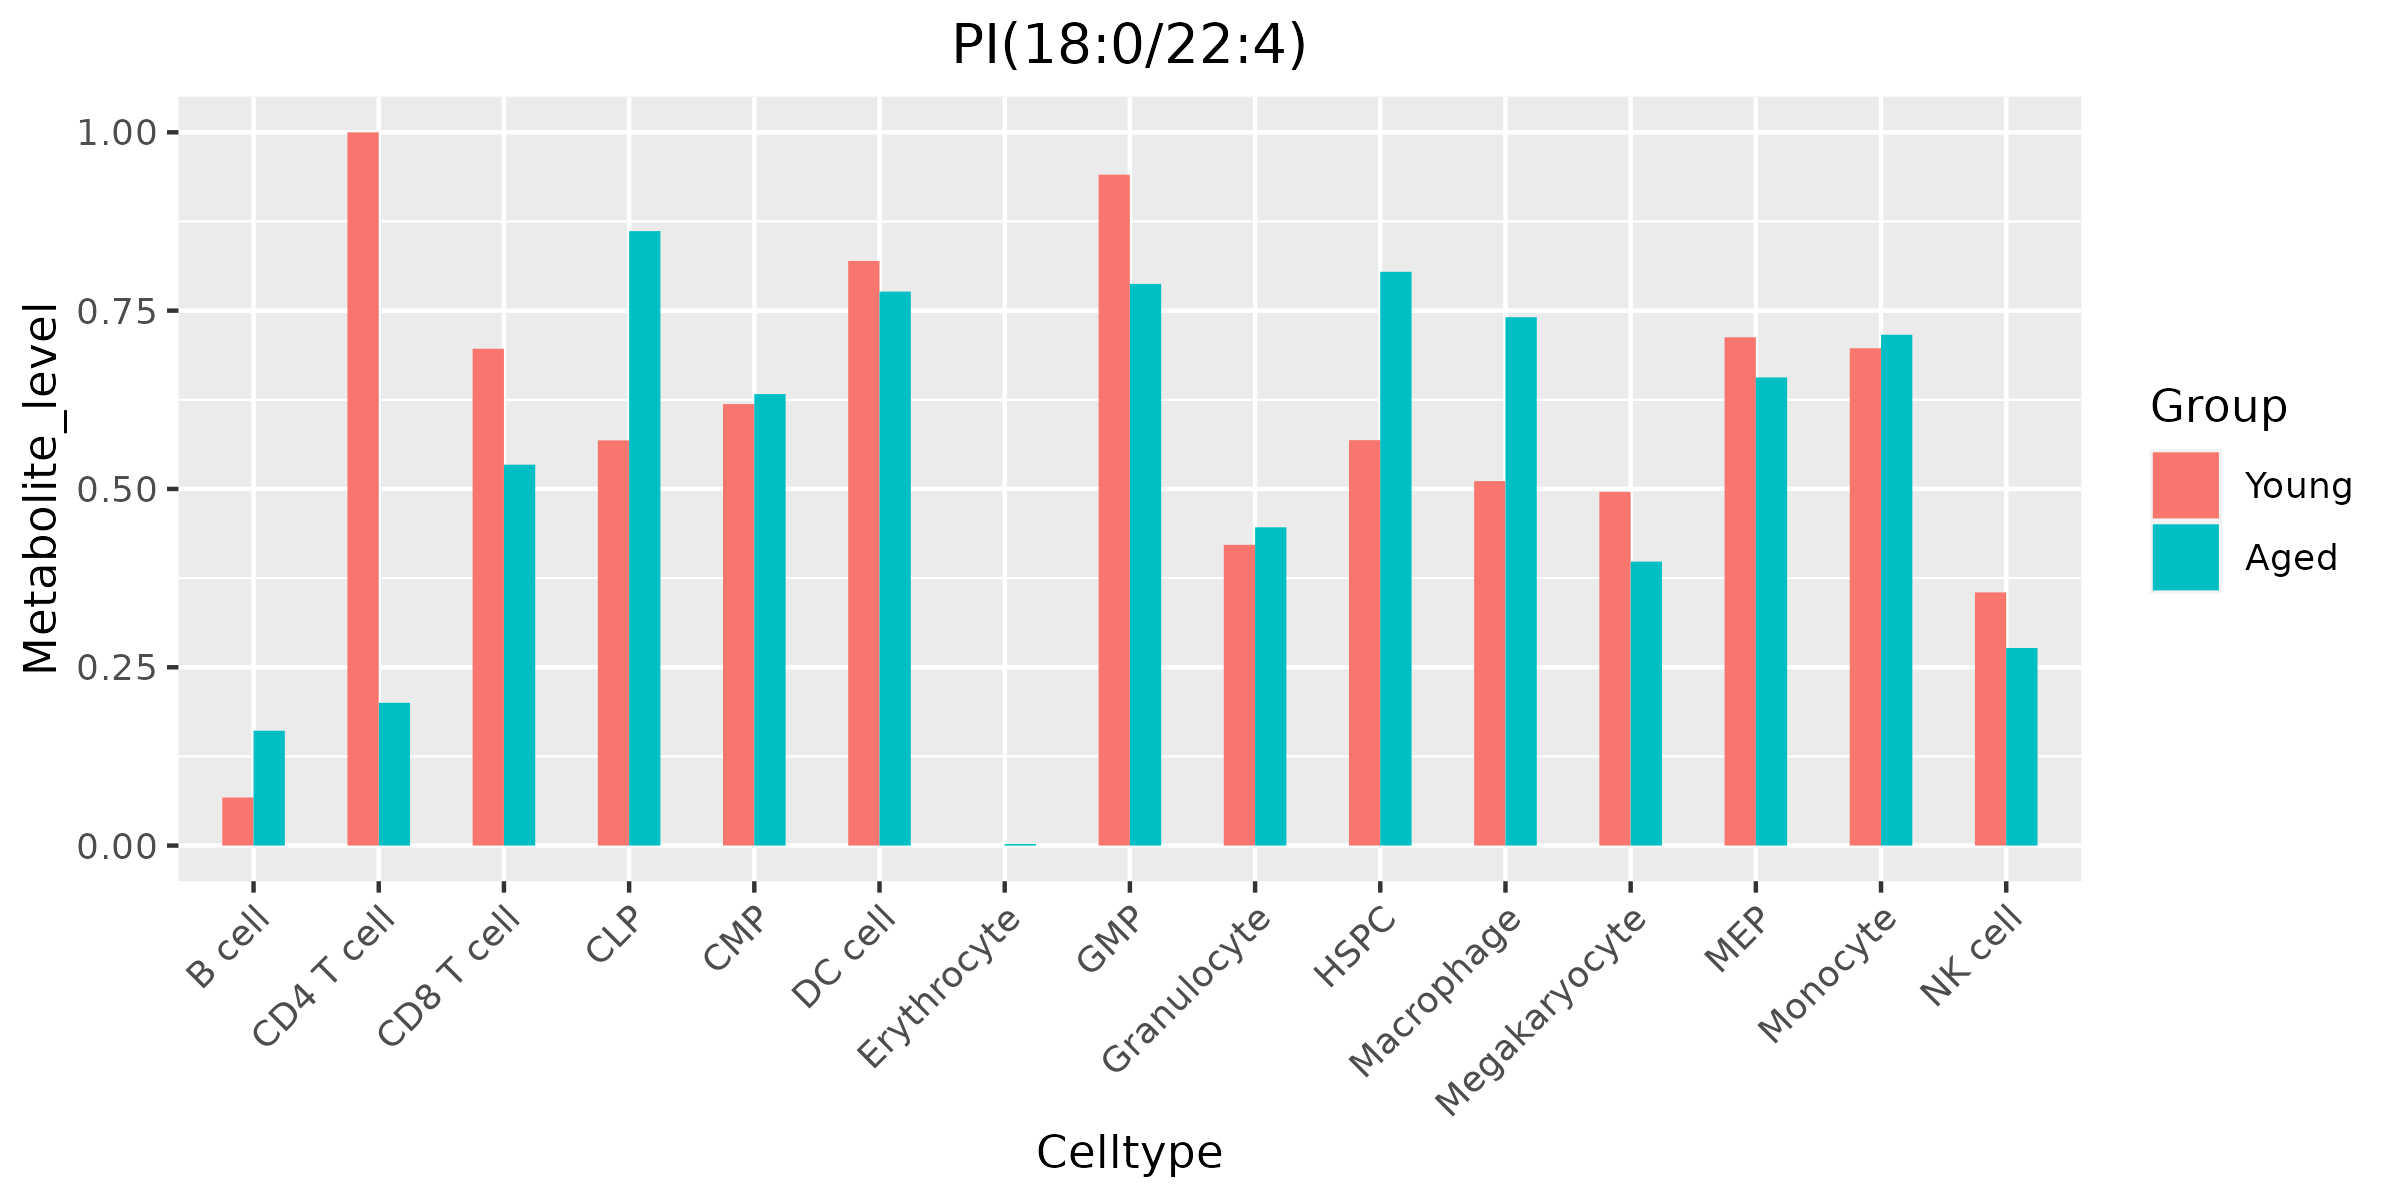 PI(18:0/22:4)
Metabolite_level
1.00
0.75
0.50
0.25
0.00
B cell
CD4 T cell
CD8 T cell
CLP
CMP
DC cell
Erythrocyte
GMP
Granulocyte
HSPC
Macrophage
Megakaryocyte
MEP
Monocyte
NK cell
Celltype
Group
Young
Aged